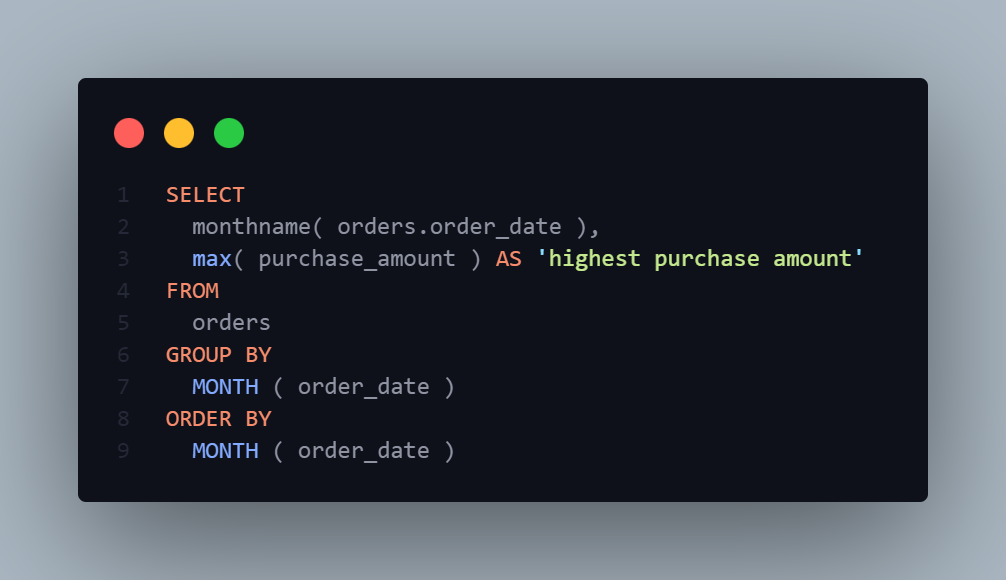 1 SELECT
2 monthname( orders.order_date ),
3 max( purchase_amount ) AS 'highest purchase amount'
4 FROM
5 orders
6 GROUP BY
7 MONTH ( order_date )
8 ORDER BY
9 MONTH ( order_date )